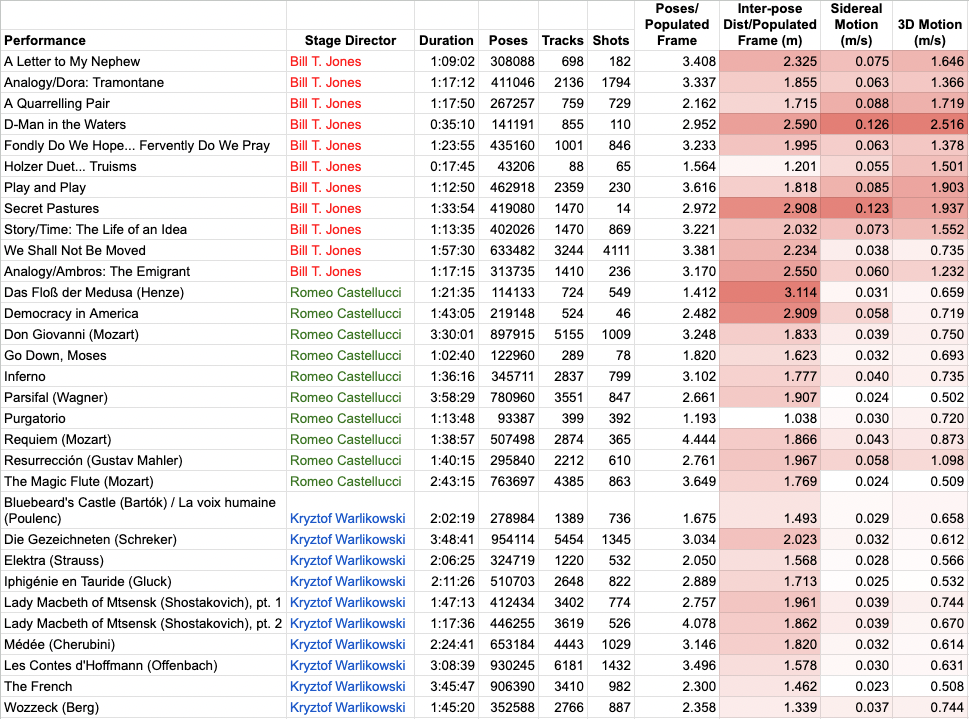 Performance Stage Director Duration Poses Tracks Shots Poses/ Populated Frame Inter-pose Dist/Populated Frame (m) Sidereal Motion (m/s) 3D Motion (m/s)
A Letter to My Nephew Bill T. Jones 1:09:02 308088 698 182 3.408 2.325 0.075 1.646
Analogy/Dora: Tramontane Bill T. Jones 1:17:12 411046 2136 1794 3.337 1.855 0.063 1.366
A Quarrelling Pair Bill T. Jones 1:17:50 267257 759 729 2.162 1.715 0.088 1.719
D-Man in the Waters Bill T. Jones 0:35:10 141191 855 110 2.952 2.590 0.126 2.516
Fondly Do We Hope... Fervently Do We Pray Bill T. Jones 1:23:55 435160 1001 846 3.233 1.995 0.063 1.378
Holzer Duet... Truisms Bill T. Jones 0:17:45 43206 88 65 1.564 1.201 0.055 1.501
Play and Play Bill T. Jones 1:12:50 462918 2359 230 3.616 1.818 0.085 1.903
Secret Pastures Bill T. Jones 1:33:54 419080 1470 14 2.972 2.908 0.123 1.937
Story/Time: The Life of an Idea Bill T. Jones 1:13:35 402026 1470 869 3.221 2.032 0.073 1.552
We Shall Not Be Moved Bill T. Jones 1:57:30 633482 3244 4111 3.381 2.234 0.038 0.735
Analogy/Ambros: The Emigrant Bill T. Jones 1:17:15 313735 1410 236 3.170 2.550 0.060 1.232
Das Floß der Medusa (Henze) Romeo Castellucci 1:21:35 114133 724 549 1.412 3.114 0.031 0.659
Democracy in America Romeo Castellucci 1:43:05 219148 524 46 2.482 2.909 0.058 0.719
Don Giovanni (Mozart) Romeo Castellucci 3:30:01 897915 5155 1009 3.248 1.833 0.039 0.750
Go Down, Moses Romeo Castellucci 1:02:40 122960 289 78 1.820 1.623 0.032 0.693
Inferno Romeo Castellucci 1:36:16 345711 2837 799 3.102 1.777 0.040 0.735
Parsifal (Wagner) Romeo Castellucci 3:58:29 780960 3551 847 2.661 1.907 0.024 0.502
Purgatorio Romeo Castellucci 1:13:48 93387 399 392 1.193 1.038 0.030 0.720
Requiem (Mozart) Romeo Castellucci 1:38:57 507498 2874 365 4.444 1.866 0.043 0.873
Resurrección (Gustav Mahler) Romeo Castellucci 1:40:15 295840 2212 610 2.761 1.967 0.058 1.098
The Magic Flute (Mozart) Romeo Castellucci 2:43:15 763697 4385 863 3.649 1.769 0.024 0.509
Bluebeard's Castle (Bartók) / La voix humaine
(Poulenc) Kryztof Warlikowski 2:02:19 278984 1389 736 1.675 1.493 0.029 0.658
Die Gezeichneten (Schreker) Kryztof Warlikowski 3:48:41 954114 5454 1345 3.034 2.023 0.032 0.612
Elektra (Strauss) Kryztof Warlikowski 2:06:25 324719 1220 532 2.050 1.568 0.028 0.566
Iphigénie en Tauride (Gluck) Kryztof Warlikowski 2:11:26 510703 2648 822 2.889 1.713 0.025 0.532
Lady Macbeth of Mtsensk (Shostakovich), pt. 1 Kryztof Warlikowski 1:47:13 412434 3402 774 2.757 1.961 0.039 0.744
Lady Macbeth of Mtsensk (Shostakovich), pt. 2 Kryztof Warlikowski 1:17:36 446255 3619 526 4.078 1.862 0.039 0.670
Médée (Cherubini) Kryztof Warlikowski 2:24:41 653184 4443 1029 3.146 1.820 0.032 0.614
Les Contes d'Hoffmann (Offenbach) Kryztof Warlikowski 3:08:39 930245 6181 1432 3.496 1.578 0.030 0.631
The French Kryztof Warlikowski 3:45:47 906390 3410 982 2.300 1.462 0.023 0.508
Wozzeck (Berg) Kryztof Warlikowski 1:45:20 352588 2766 887 2.358 1.339 0.037 0.744